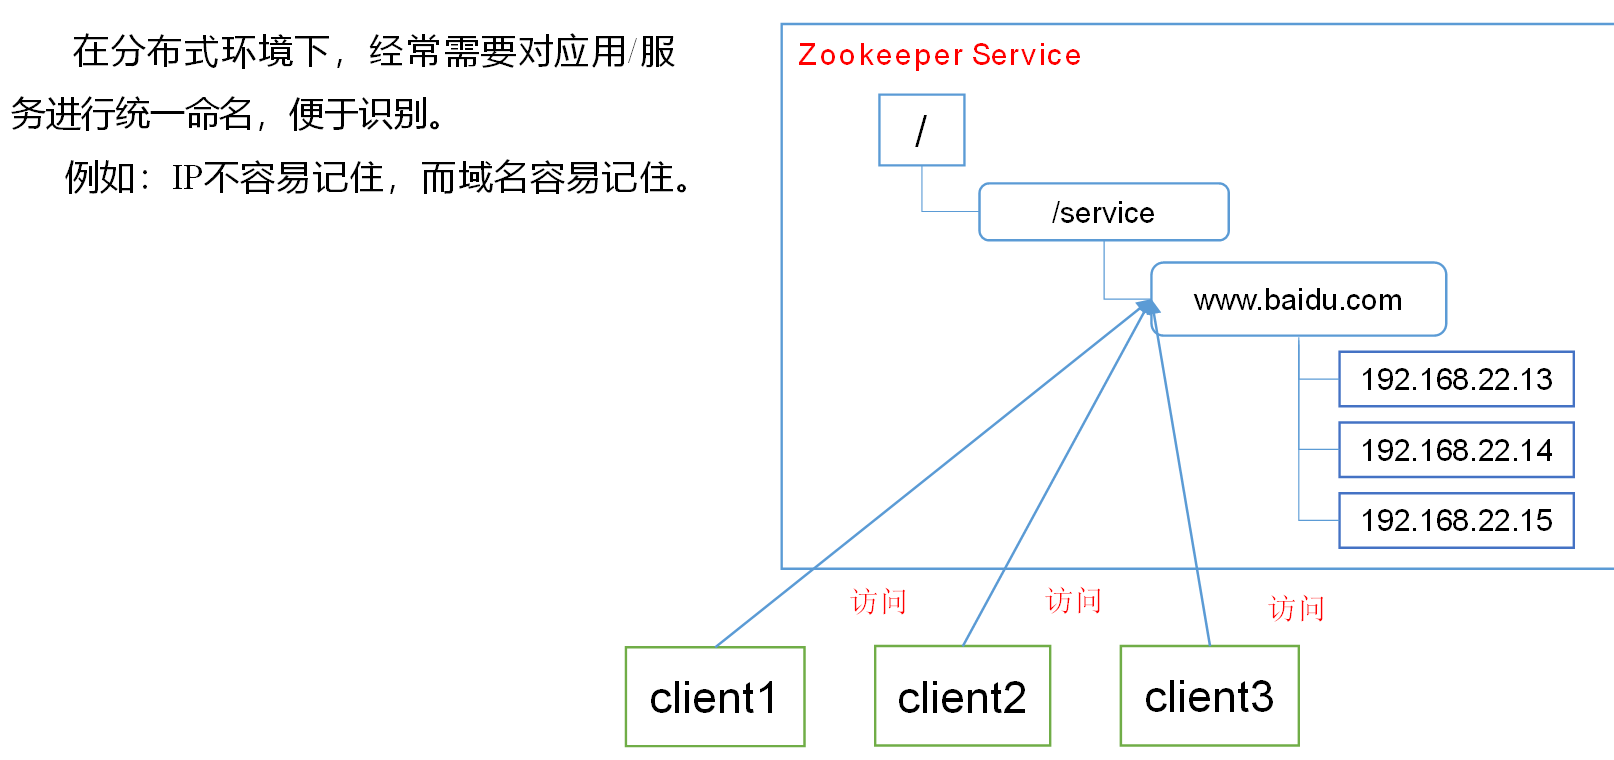 在分布式环境下，经常需要对应用/服
务进行统一命名，便于识别。
例如：IP不容易记住，而域名容易记住。
Zookeeper Service
/
/service
www.baidu.com
192.168.22.13
192.168.22.14
192.168.22.15
访问
访问
访问
client1
client2
client3